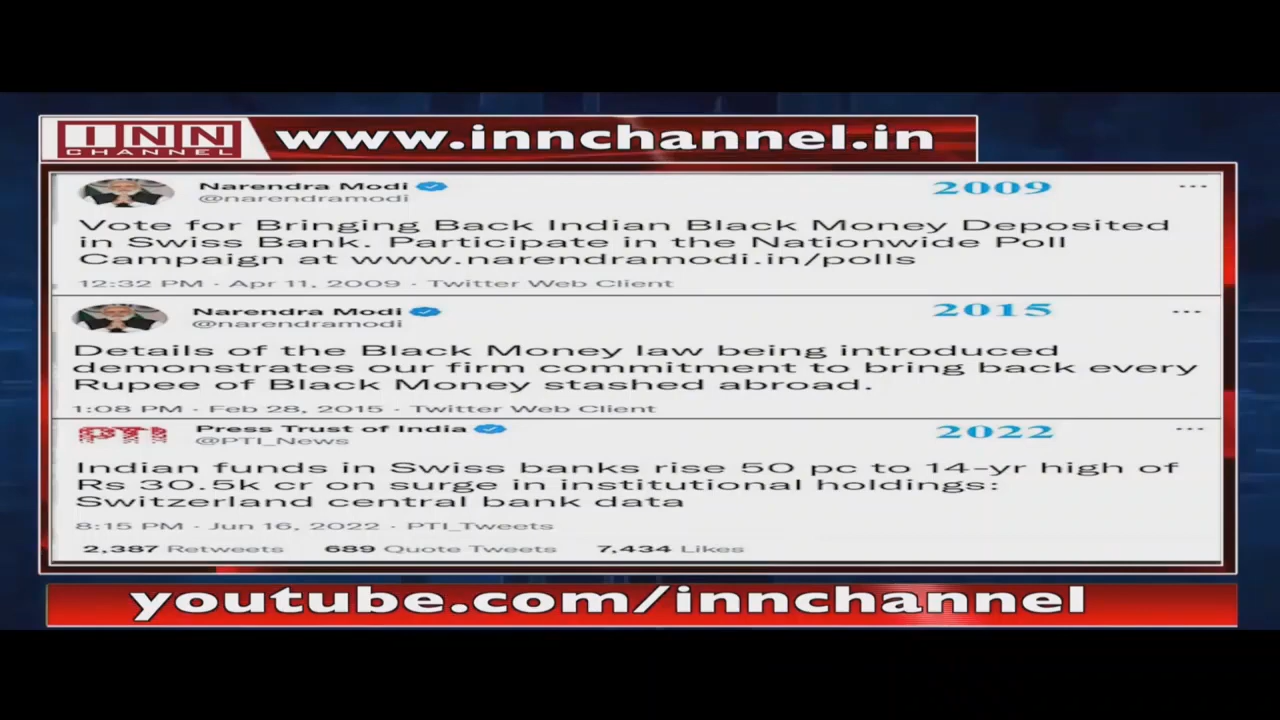 INN
CHANNEL
www.innchannel.in
Narendra Modi
2009
...
@narendramodi
Vote for Bringing Back Indian Black Money Deposited
in Swiss Bank. Participate in the Nationwide Poll
Campaign at www.narendramodi.in/polls
12:32 PM · Apr 11, 2009 · Twitter Web Client
Narendra Modi
2015
...
@narendramodi
Details of the Black Money law being introduced
demonstrates our firm commitment to bring back every
Rupee of Black Money stashed abroad.
1:08 PM · Feb 28, 2015 · Twitter Web Client
PTI
Press Trust of India
2022
...
@PTI_News
Indian funds in Swiss banks rise 50 pc to 14-yr high of
Rs 30.5k cr on surge in institutional holdings:
Switzerland central bank data
8:15 PM · Jun 16, 2022 · PTI_Tweets
2,387 Retweets 689 Quote Tweets 7,434 Likes
youtube.com/innchannel